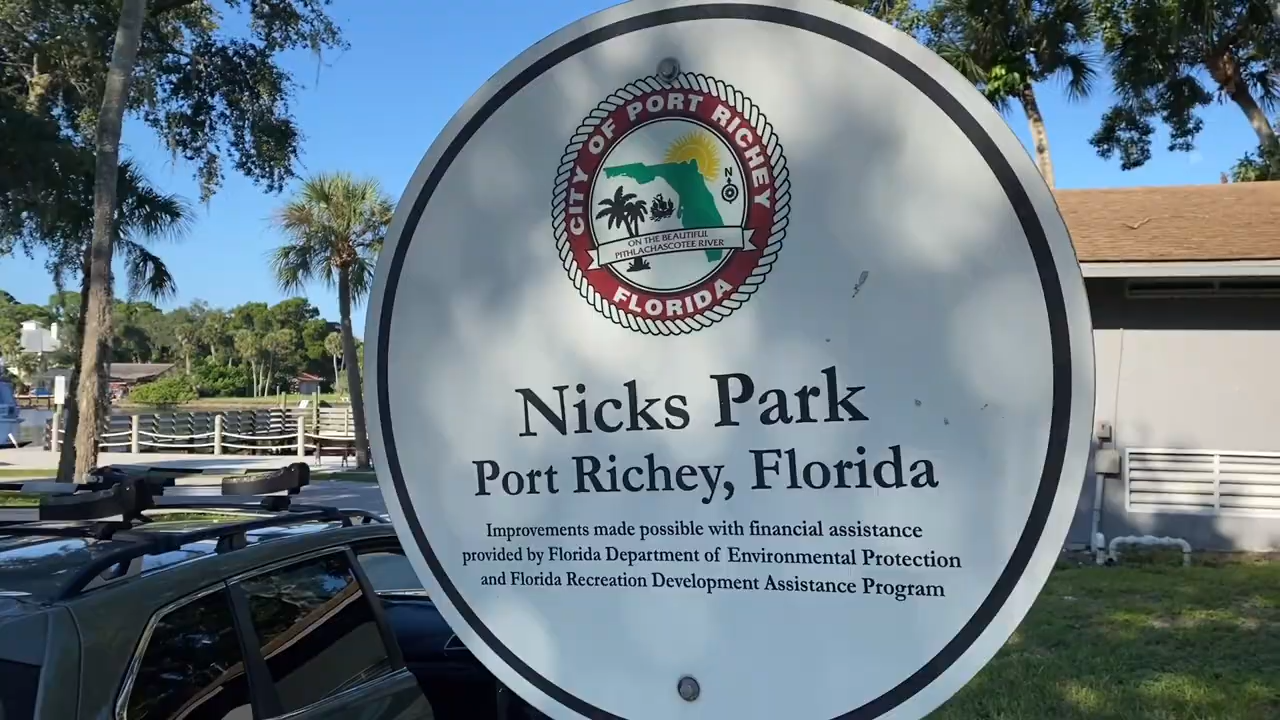 CITY OF PORT RICHEY
N
ON THE BEAUTIFUL
PITHLACHASCOTEE RIVER
FLORIDA
Nicks Park
Port Richey, Florida
Improvements made possible with financial assistance
provided by Florida Department of Environmental Protection
and Florida Recreation Development Assistance Program